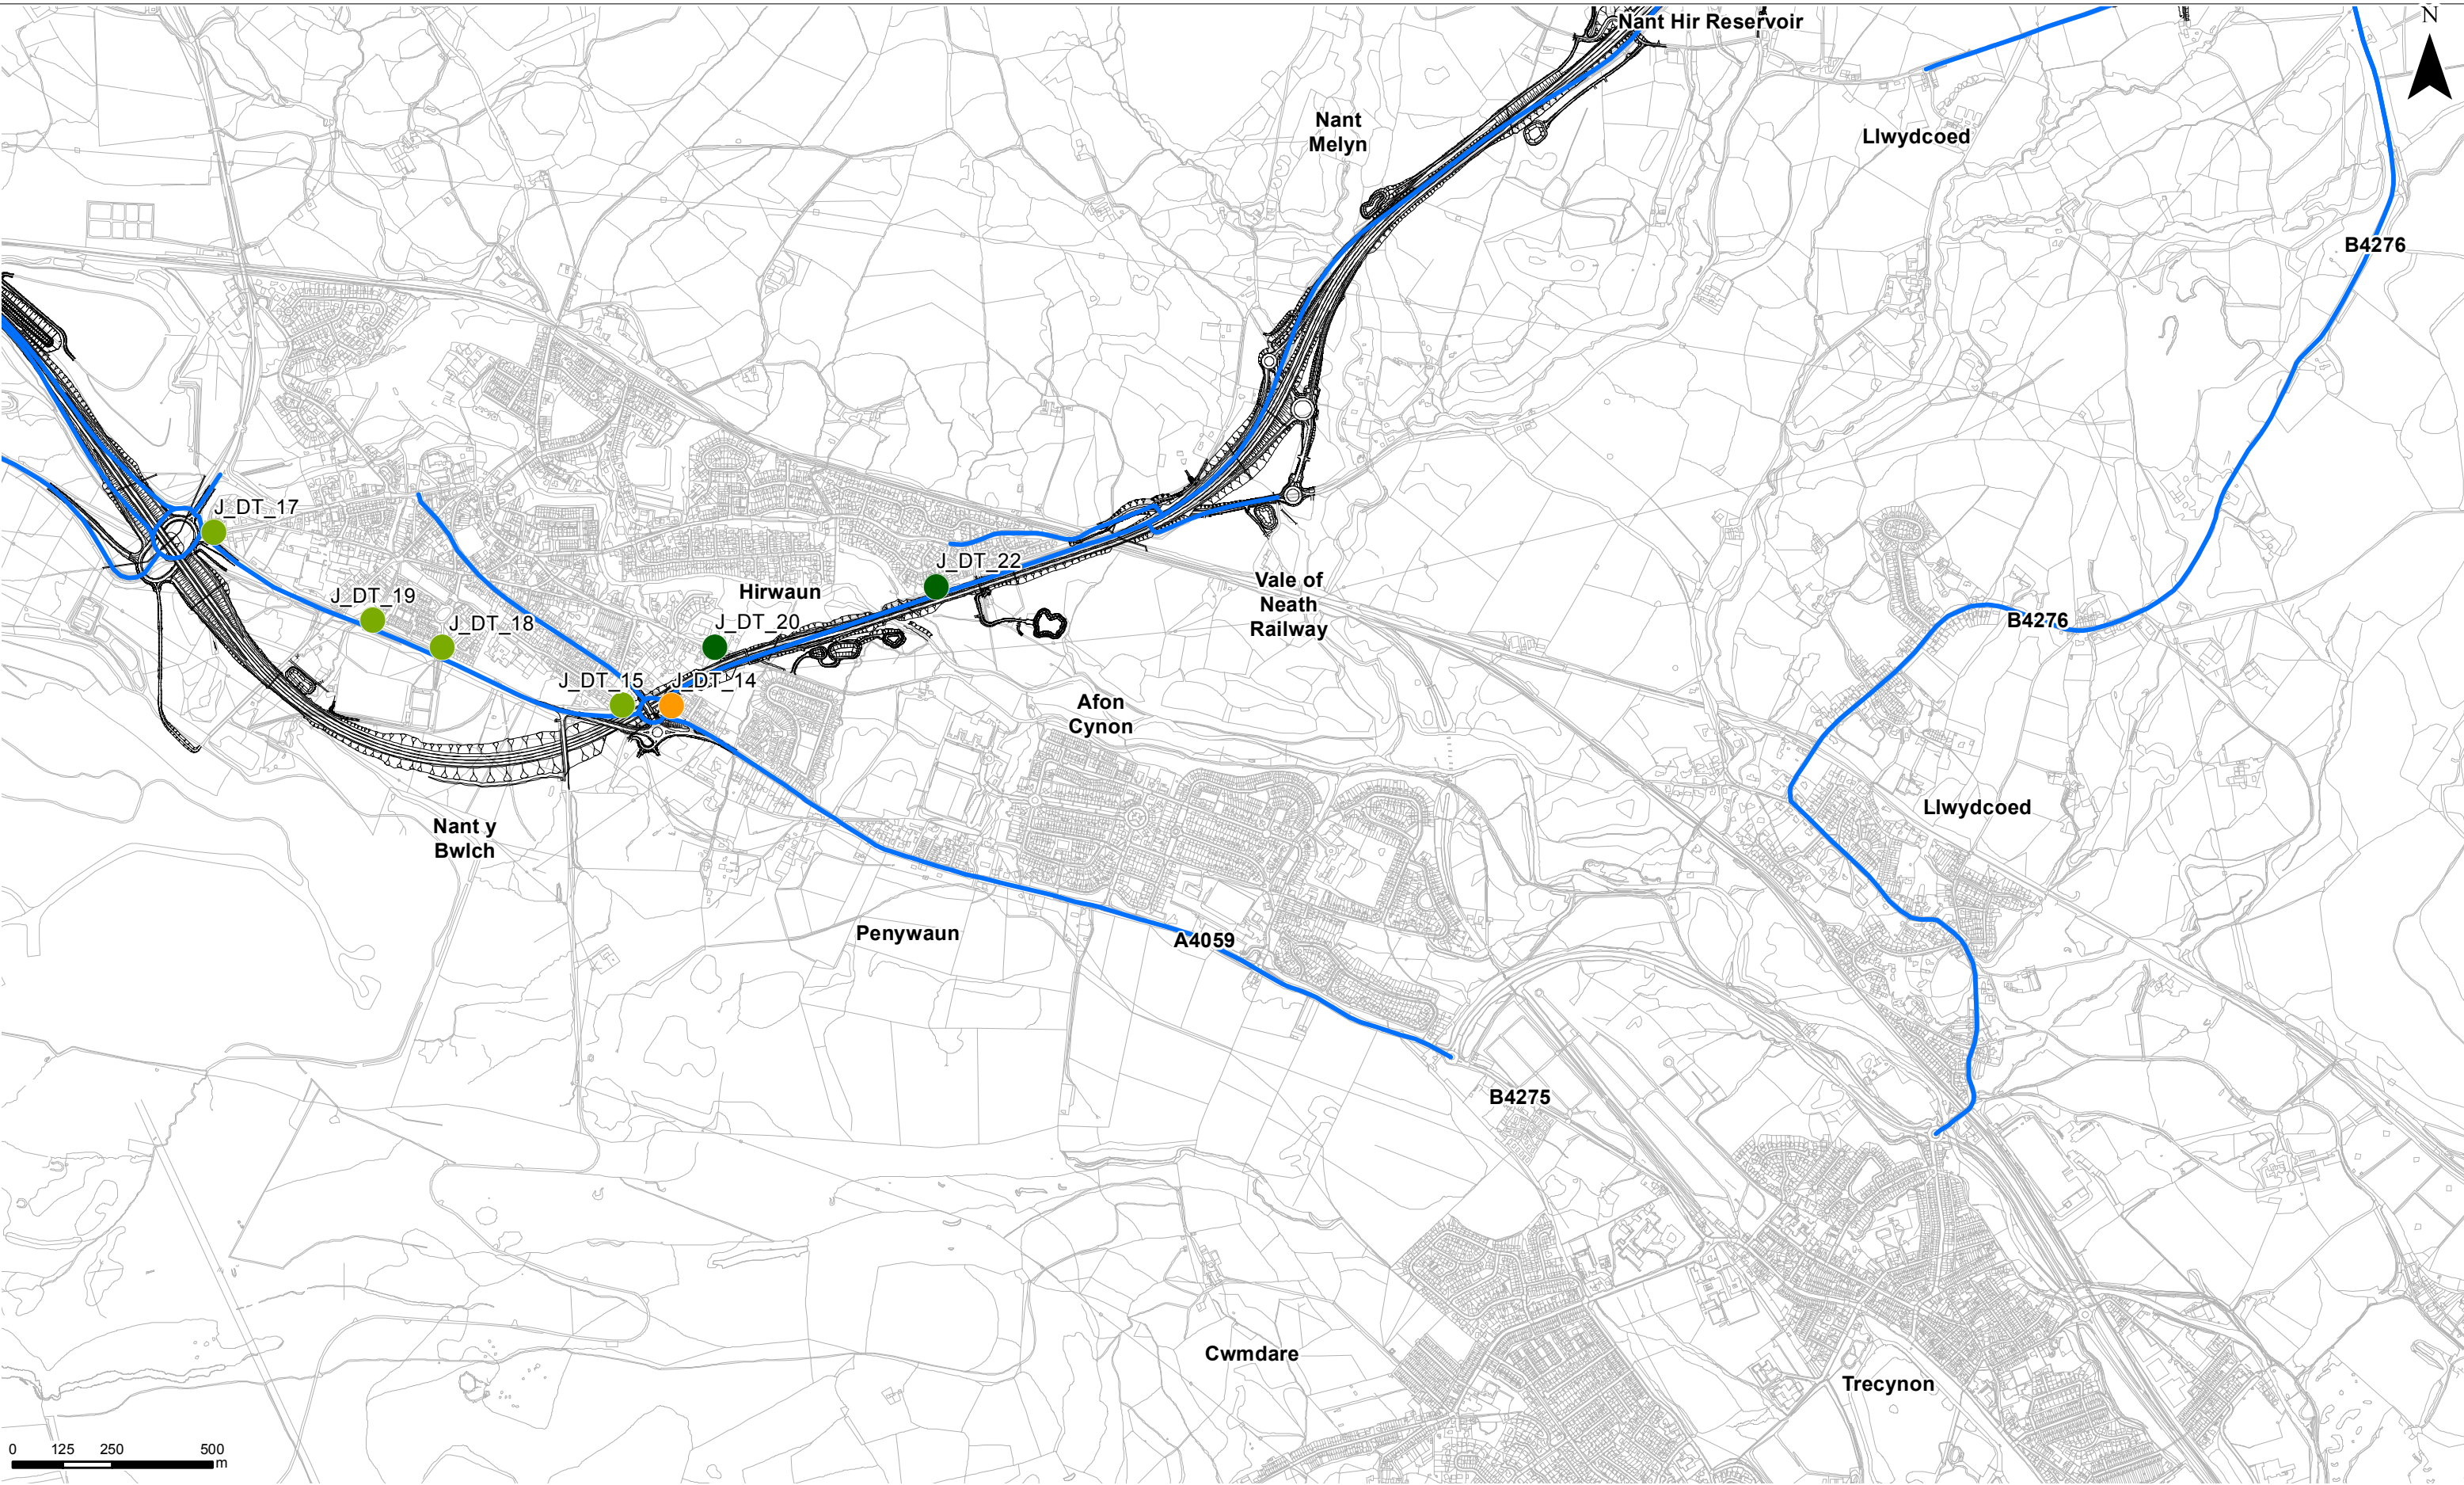 Nant Hir Reservoir
N
Nant
Melyn
Llwydcoed
B4276
J_DT_17
J_DT_22
Hirwaun
Vale of
Neath
Railway
J_DT_19
J_DT_18
J_DT_20
B4276
J_DT_15
J_DT_14
Afon
Cynon
Llwydcoed
Nant y
Bwlch
Penywaun
A4059
B4275
Cwmdare
Trecynon
0 125 250 500
m